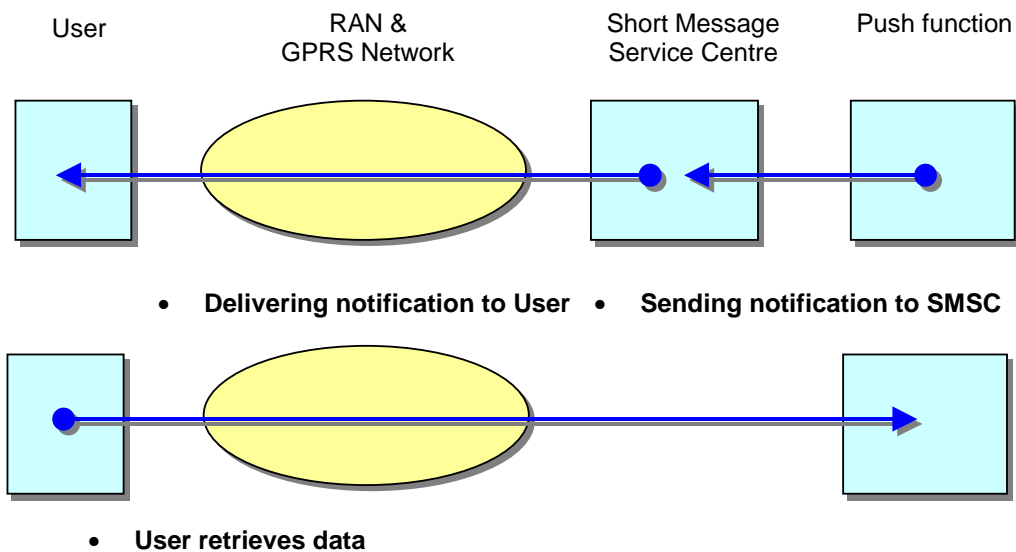 User
RAN &
GPRS Network
Short Message
Service Centre
Push function
• Delivering notification to User
• Sending notification to SMSC
• User retrieves data